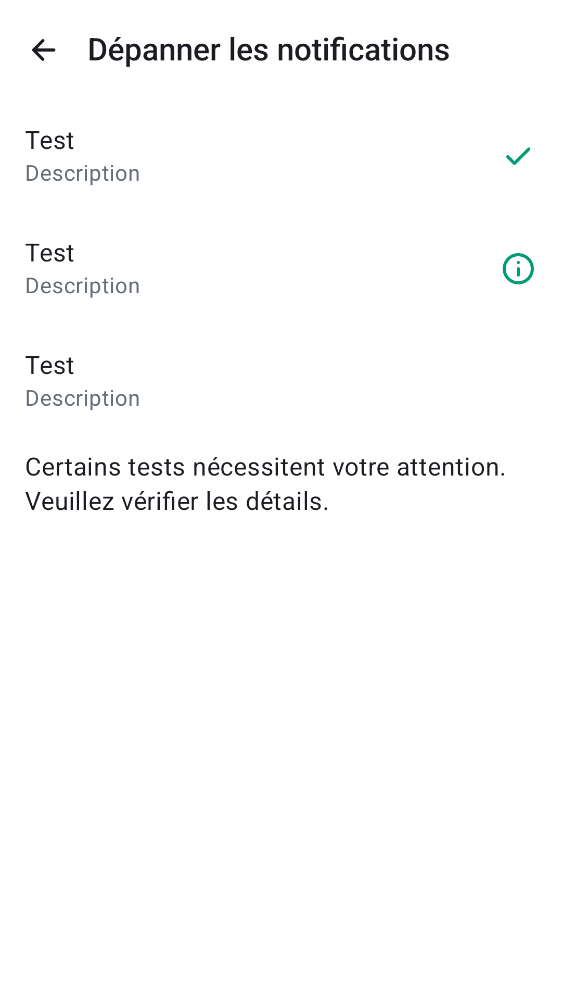 Dépanner les notifications
Test
Description
Test
Description
Test
Description
Certains tests nécessitent votre attention.
Veuillez vérifier les détails.